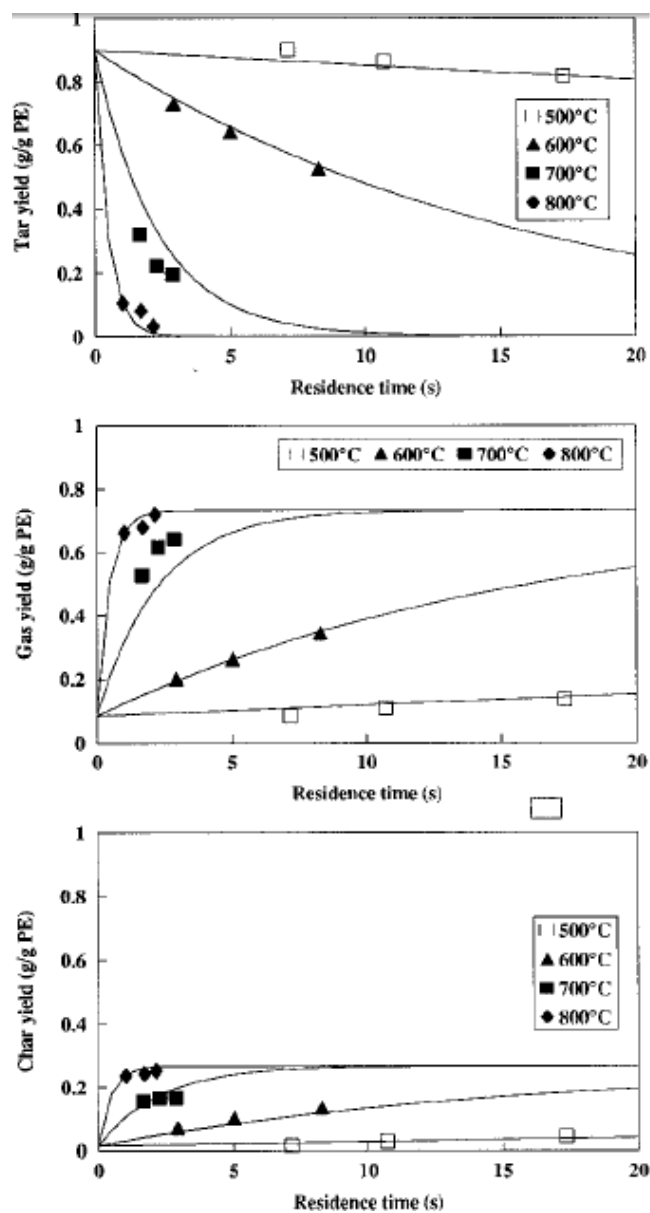 1
0.8
0.6
0.4
0.2
0
Tar yield (g/g PE)
500°C
600°C
700°C
800°C
0 5 10 15 20
Residence time (s)
1
0.8
0.6
0.4
0.2
0
Gas yield (g/g PE)
500°C 600°C 700°C 800°C
0 5 10 15 20
Residence time (s)
1
0.8
0.6
0.4
0.2
0
Char yield (g/g PE)
500°C
600°C
700°C
800°C
0 5 10 15 20
Residence time (s)